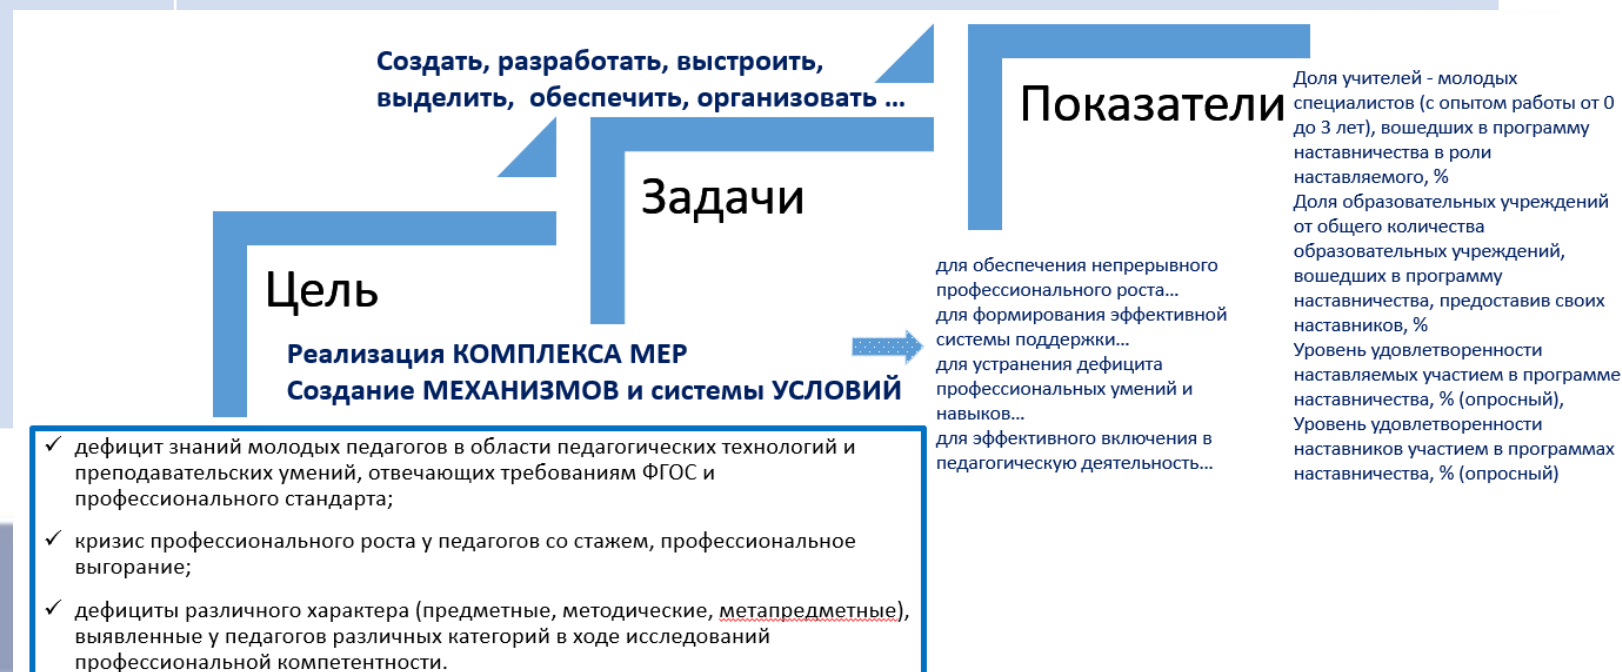 Создать, разработать, выстроить,
выделить, обеспечить, организовать ...
Показатели
Задачи
Цель
Реализация КОМПЛЕКСА МЕР
Создание МЕХАНИЗМОВ и системы УСЛОВИЙ
для обеспечения непрерывного
профессионального роста...
для формирования эффективной
системы поддержки...
для устранения дефицита
профессиональных умений и
навыков...
для эффективного включения в
педагогическую деятельность...
Доля учителей - молодых
специалистов (с опытом работы от 0
до 3 лет), вошедших в программу
наставничества в роли
наставляемого, %
Доля образовательных учреждений
от общего количества
образовательных учреждений,
вошедших в программу
наставничества, предоставив своих
наставников, %
Уровень удовлетворенности
наставляемых участием в программе
наставничества, % (опросный),
Уровень удовлетворенности
наставников участием в программах
наставничества, % (опросный)
✓ дефицит знаний молодых педагогов в области педагогических технологий и
преподавательских умений, отвечающих требованиям ФГОС и
профессионального стандарта;
✓ кризис профессионального роста у педагогов со стажем, профессиональное
выгорание;
✓ дефициты различного характера (предметные, методические, метапредметные),
выявленные у педагогов различных категорий в ходе исследований
профессиональной компетентности.